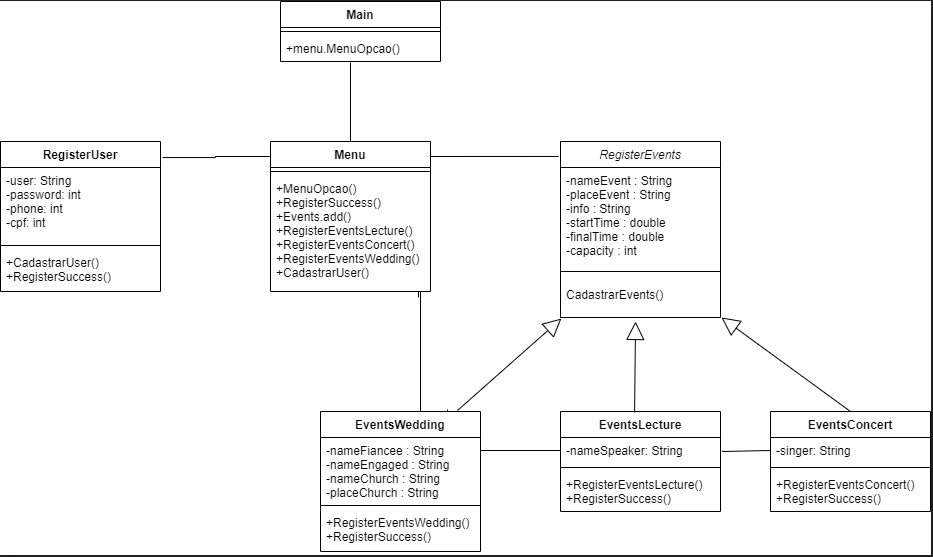 Main
+menu.MenuOpcao()
RegisterUser
-user: String
-password: int
-phone: int
-cpf: int
+CadastrarUser()
+RegisterSuccess()
Menu
+MenuOpcao()
+RegisterSuccess()
+Events.add()
+RegisterEventsLecture()
+RegisterEventsConcert()
+RegisterEventsWedding()
+CadastrarUser()
RegisterEvents
-nameEvent : String
-placeEvent : String
-info : String
-startTime : double
-finalTime : double
-capacity : int
CadastrarEvents()
EventsWedding
-nameFiancee : String
-nameEngaged : String
-nameChurch : String
-placeChurch : String
+RegisterEventsWedding()
+RegisterSuccess()
EventsLecture
-nameSpeaker: String
+RegisterEventsLecture()
+RegisterSuccess()
EventsConcert
-singer: String
+RegisterEventsConcert()
+RegisterSuccess()